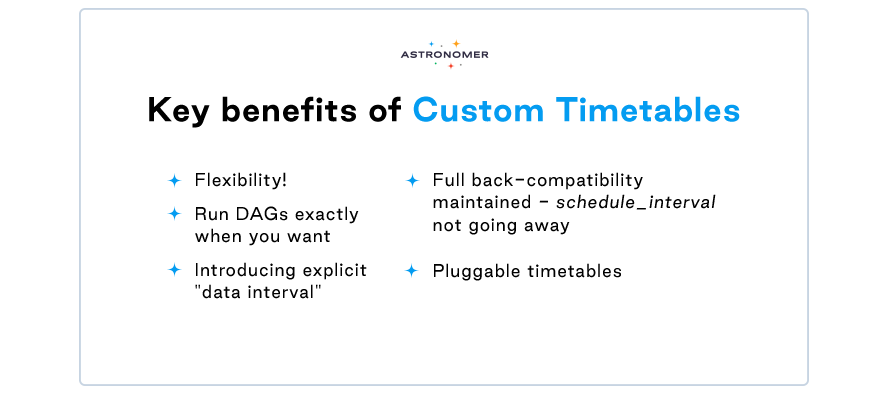 ASTRONOMER
Key benefits of Custom Timetables
Flexibility!
Run DAGs exactly
when you want
Introducing explicit
"data interval"
Full back-compatibility
maintained - schedule_interval
not going away
Pluggable timetables